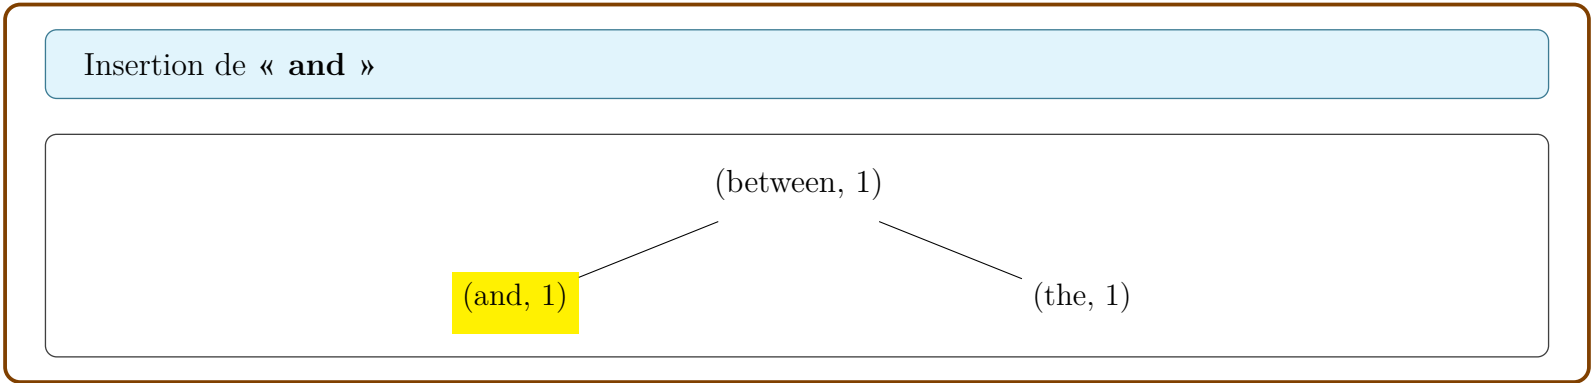 Insertion de « and »
(between, 1)
(and, 1)
(the, 1)